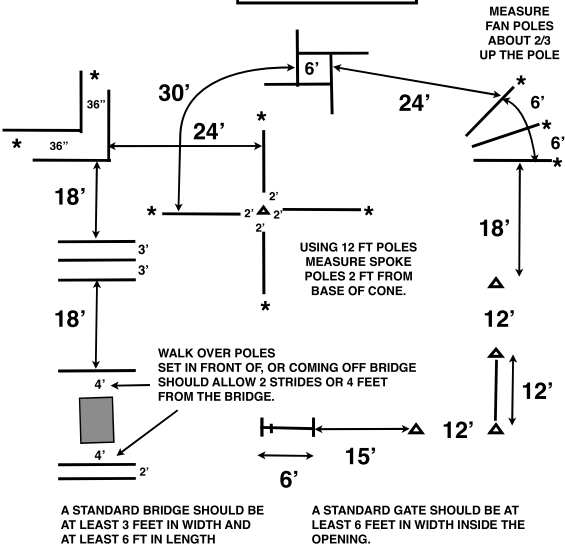 MEASURE
FAN POLES
ABOUT 2/3
UP THE POLE
*
6'
30'
24'
*
6'
36”
*
6'
*
36”
24'
*
*
18'
2'
*
2'
2'
*
18'
2'
3'
3'
USING 12 FT POLES
MEASURE SPOKE
POLES 2 FT FROM
BASE OF CONE.
*
18'
12'
WALK OVER POLES
SET IN FRONT OF, OR COMING OFF BRIDGE
SHOULD ALLOW 2 STRIDES OR 4 FEET
FROM THE BRIDGE.
4'
12'
12'
15'
4'
2'
6'
A STANDARD BRIDGE SHOULD BE
AT LEAST 3 FEET IN WIDTH AND
AT LEAST 6 FT IN LENGTH
A STANDARD GATE SHOULD BE AT
LEAST 6 FEET IN WIDTH INSIDE THE
OPENING.